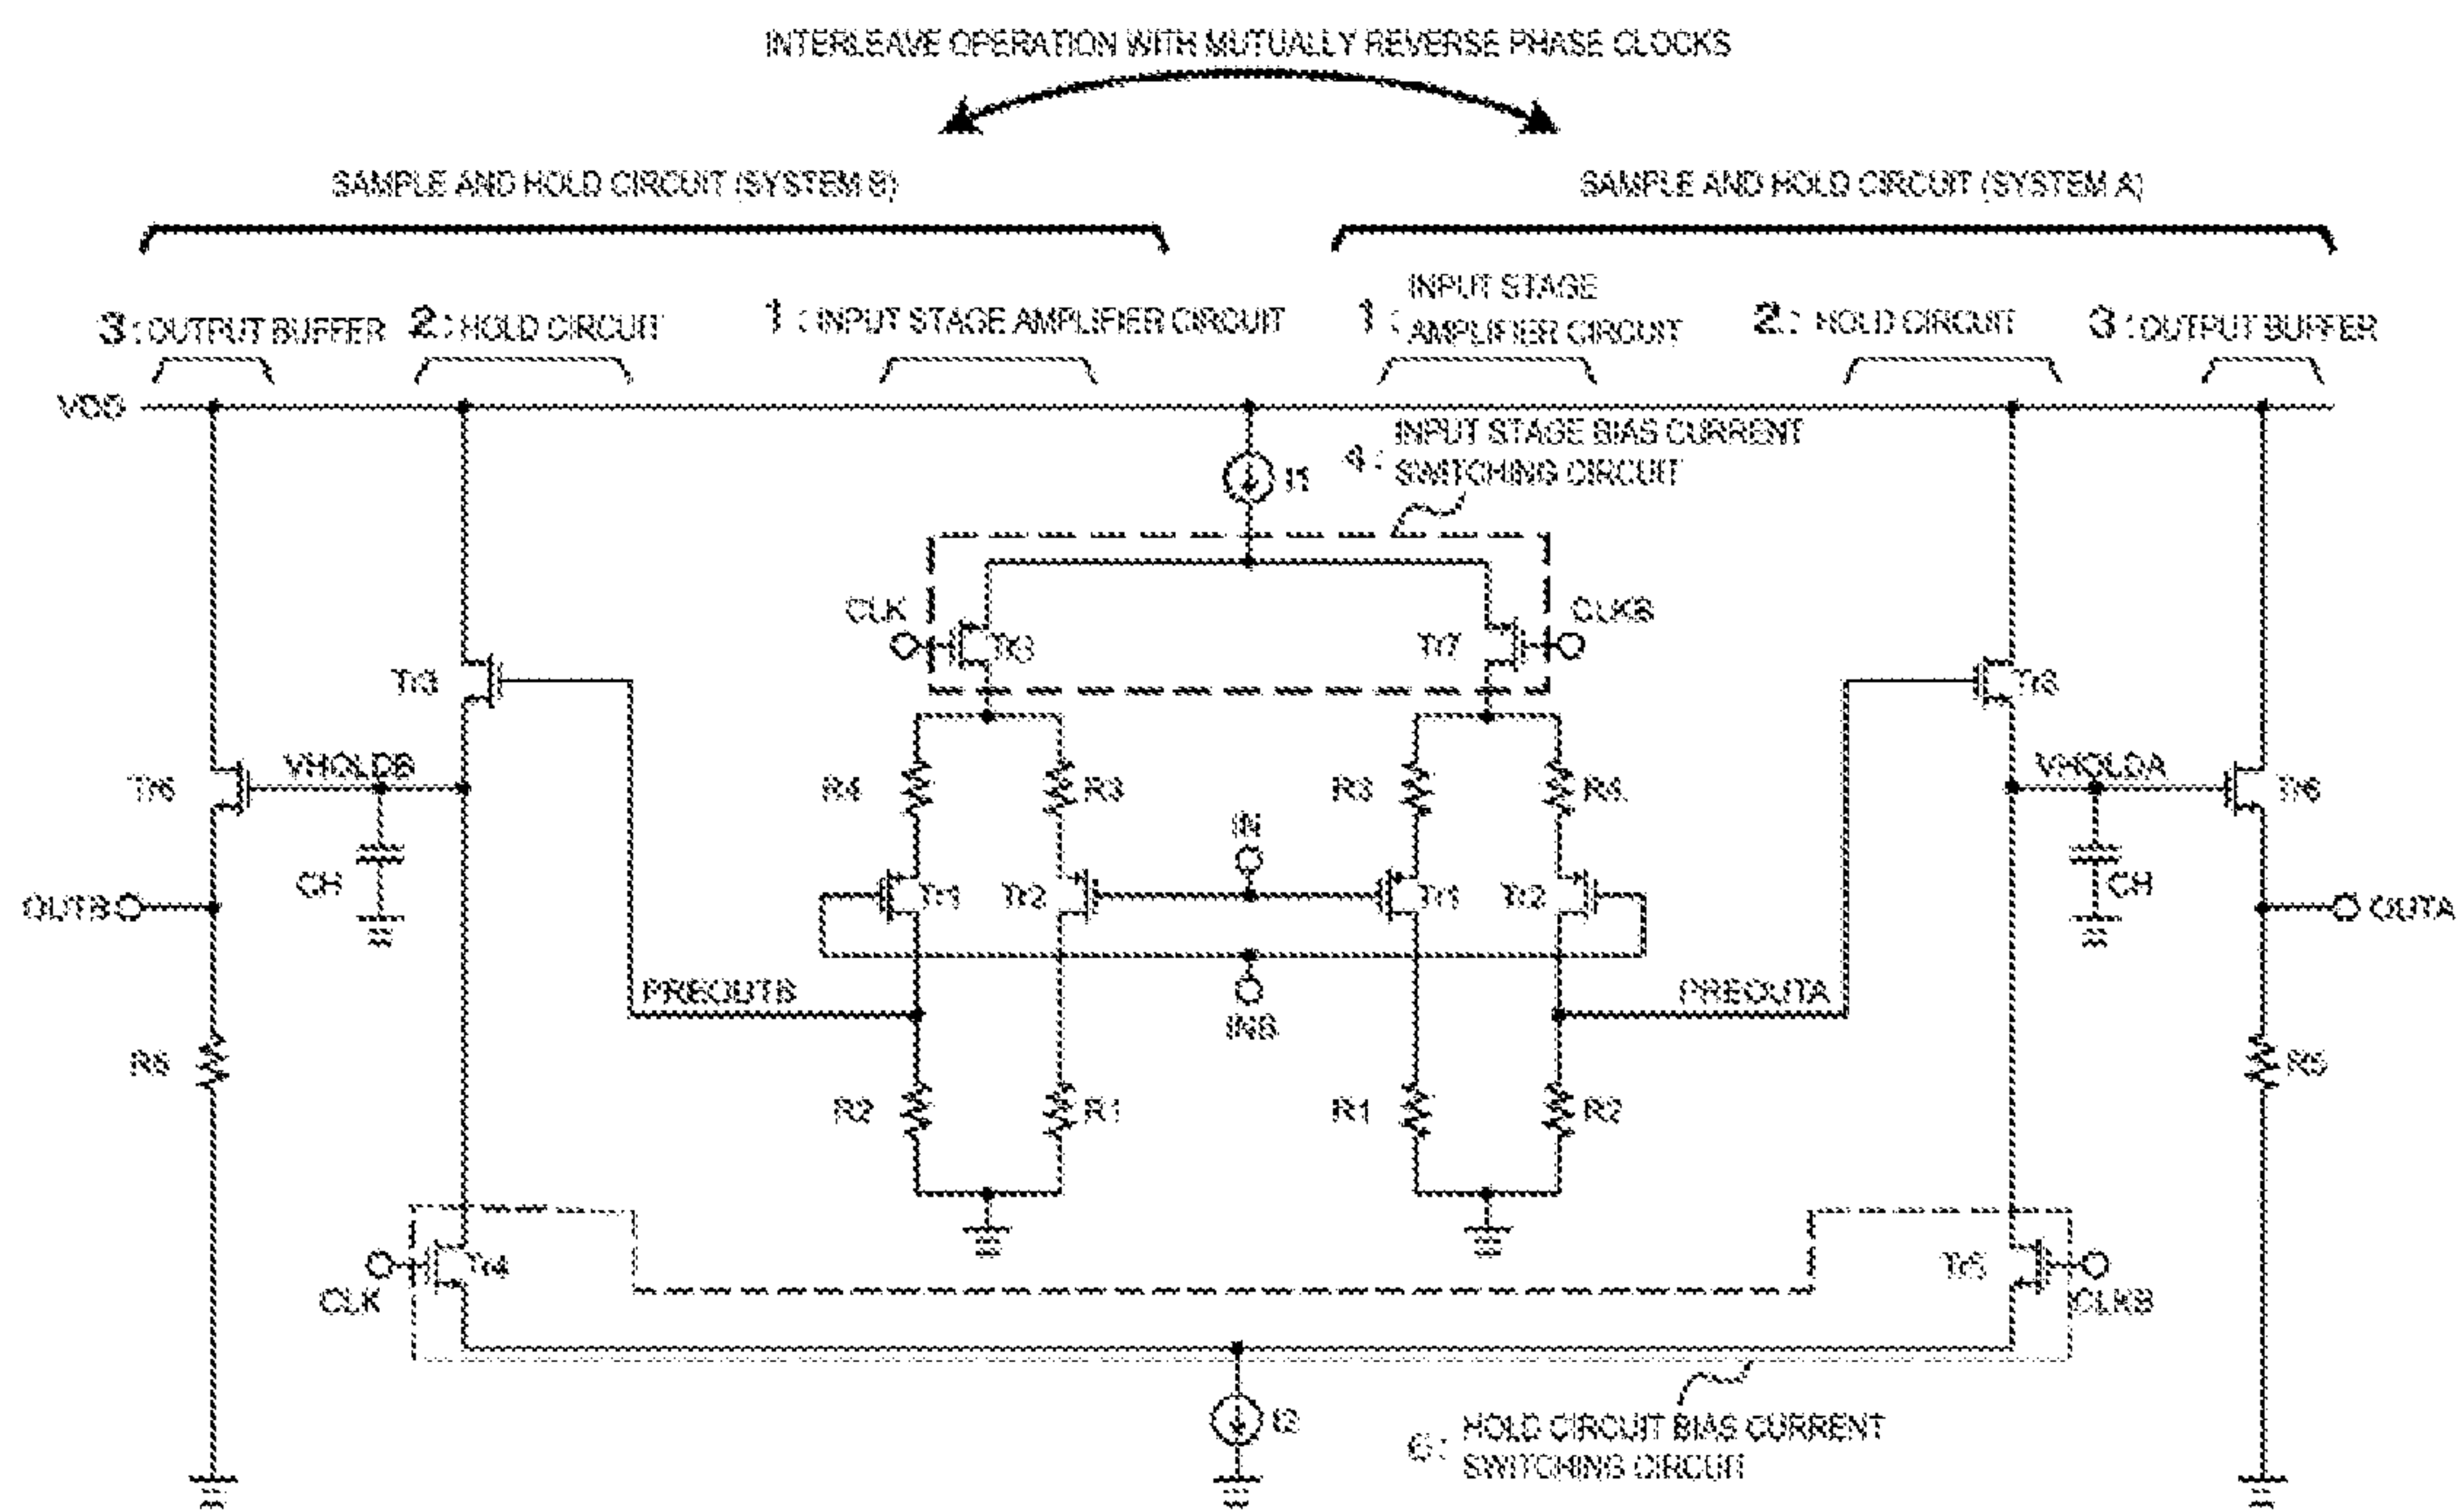 INTERLEAVE OPERATION WITH MUTUALLY REVERSE PHASE CLOCKS
SAMPLE AND HOLD CIRCUIT (SYSTEM B)
SAMPLE AND HOLD CIRCUIT (SYSTEM A)
3: OUTPUT BUFFER
2: HOLD CIRCUIT
1: INPUT STAGE AMPLIFIER CIRCUIT
1: INPUT STAGE
AMPLIFIER CIRCUIT
2: HOLD CIRCUIT
3: OUTPUT BUFFER
VDD
I1
4: INPUT STAGE BIAS CURRENT
SWITCHING CIRCUIT
CLK
Tr7
CLKB
Tr3
Tr6
VHOLDB
R4
R3
R3
R4
VHOLDA
Tr6
IN
CH
Tr1
Tr2
Tr1
Tr2
CH
OUTB
OUTA
PREOUTB
INB
PREOUTA
R5
R2
R1
R1
R2
R5
Tr4
CLK
Tr5
CLKB
I2
HOLD CIRCUIT BIAS CURRENT
SWITCHING CIRCUIT